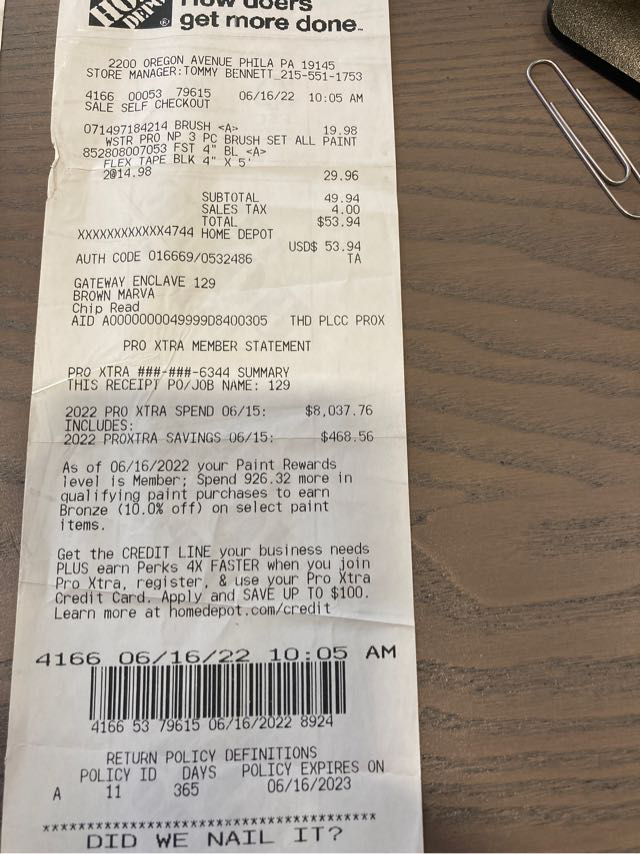 HOME DEPOT
How doers
get more done.
2200 OREGON AVENUE PHILA PA 19145
STORE MANAGER:TOMMY BENNETT 215-551-1753
4166 00053 79615 06/16/22 10:05 AM
SALE SELF CHECKOUT
071497184214 BRUSH <A> 19.98
WSTR PRO NP 3 PC BRUSH SET ALL PAINT
852808007053 FST 4" BL <A>
FLEX TAPE BLK 4" X 5'
2@14.98 29.96
SUBTOTAL 49.94
SALES TAX 4.00
TOTAL $53.94
XXXXXXXXXXXX4744 HOME DEPOT
USD$ 53.94
AUTH CODE 016669/0532486 TA
GATEWAY ENCLAVE 129
BROWN MARVA
Chip Read
AID A0000000049999D8400305 THD PLCC PROX
PRO XTRA MEMBER STATEMENT
PRO XTRA ###-###-6344 SUMMARY
THIS RECEIPT PO/JOB NAME: 129
2022 PRO XTRA SPEND 06/15: $8,037.76
INCLUDES:
2022 PROXTRA SAVINGS 06/15: $468.56
As of 06/16/2022 your Paint Rewards
level is Member; Spend 926.32 more in
qualifying paint purchases to earn
Bronze (10.0% off) on select paint
items.
Get the CREDIT LINE your business needs
PLUS earn Perks 4X FASTER when you join
Pro Xtra, register, & use your Pro Xtra
Credit Card. Apply and SAVE UP TO $100.
Learn more at homedepot.com/credit
4166 06/16/22 10:05 AM
4166 53 79615 06/16/2022 8924
RETURN POLICY DEFINITIONS
POLICY ID DAYS POLICY EXPIRES ON
A 11 365 06/16/2023
**************************************
DID WE NAIL IT?